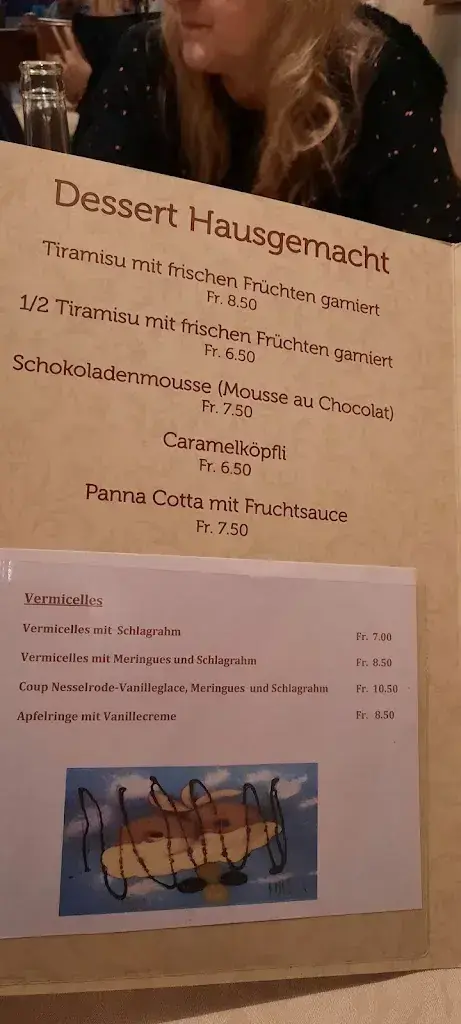 Dessert Hausgemacht
Tiramisu mit frischen Früchten garniert
Fr. 8.50
1/2 Tiramisu mit frischen Früchten garniert
Fr. 6.50
Schokoladenmousse (Mousse au Chocolat)
Fr. 7.50
Caramelköpfli
Fr. 6.50
Panna Cotta mit Fruchtsauce
Fr. 7.50
Vermicelles
Vermicelles mit Schlagrahm Fr. 7.00
Vermicelles mit Meringues und Schlagrahm Fr. 8.50
Coup Nesselrode-Vanilleglace, Meringues und Schlagrahm Fr. 10.50
Apfelringe mit Vanillecreme Fr. 8.50